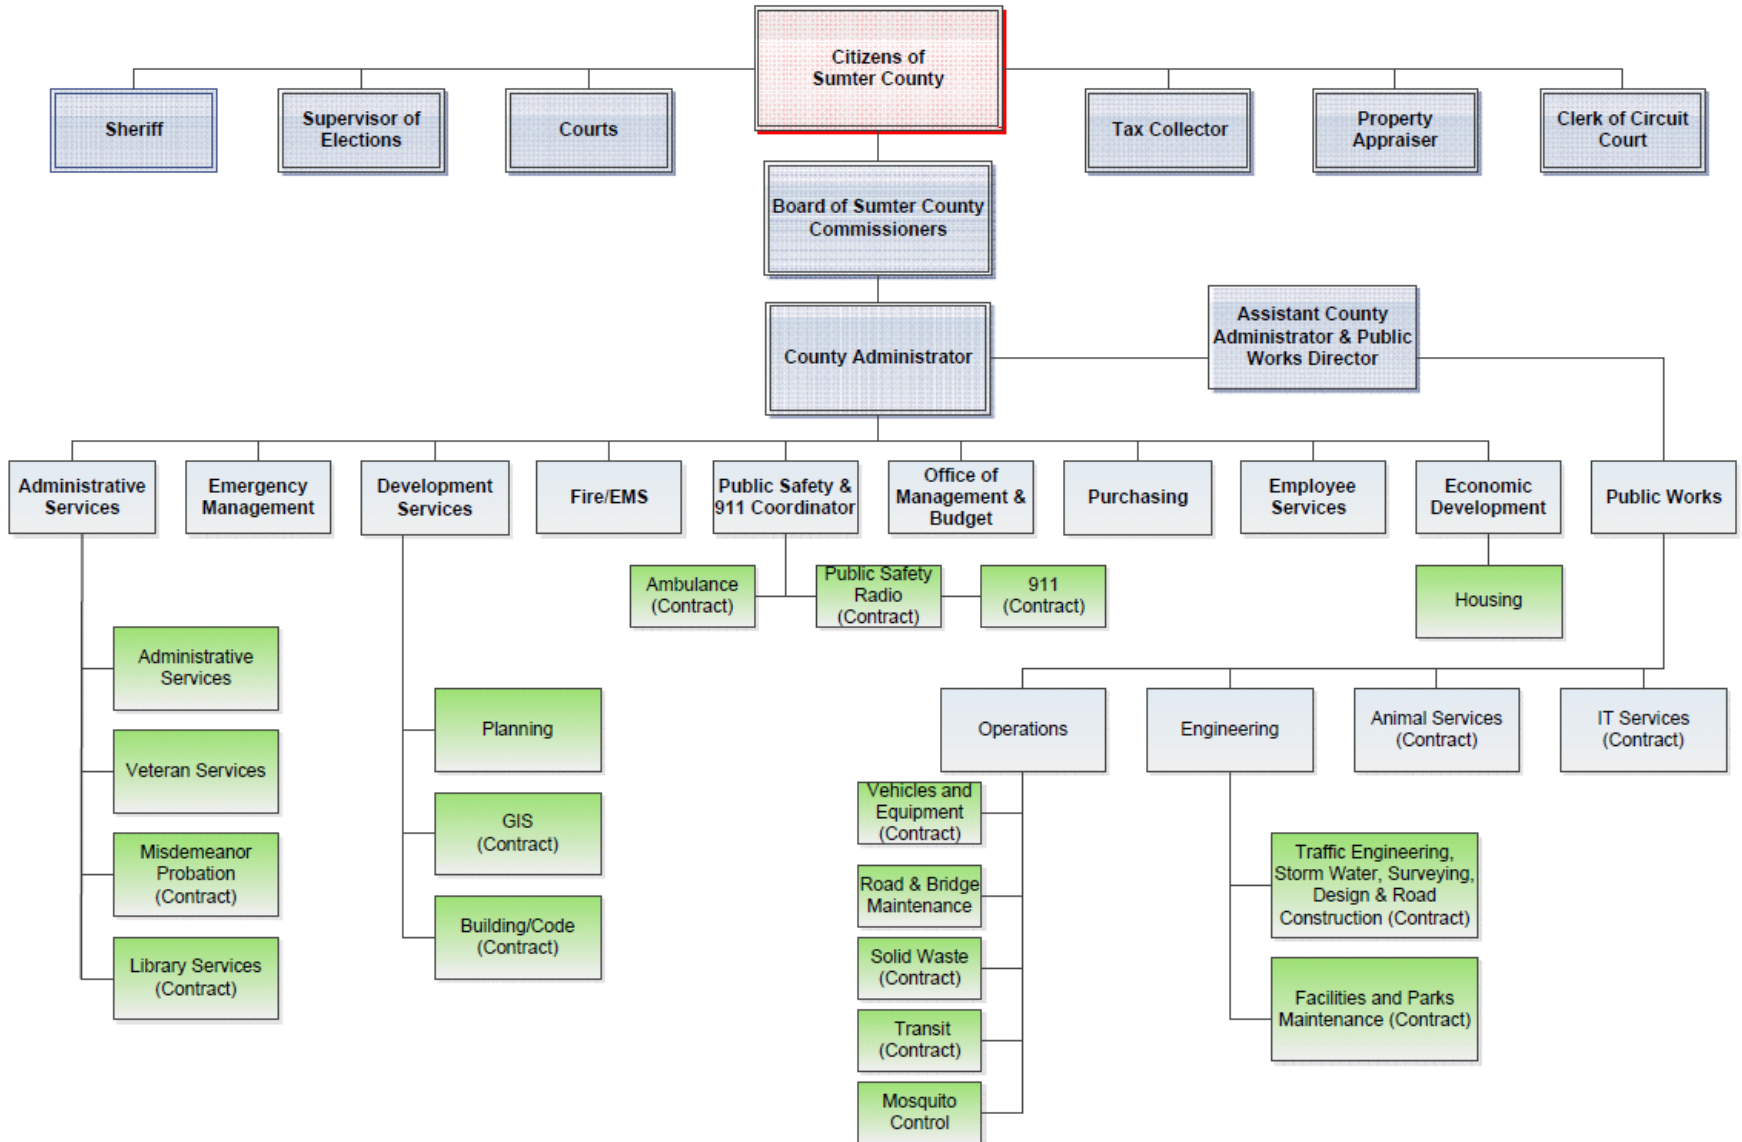 Citizens of
Sumter County
Sheriff
Supervisor of
Elections
Courts
Tax Collector
Property
Appraiser
Clerk of Circuit
Court
Board of Sumter County
Commissioners
County Administrator
Assistant County
Administrator & Public
Works Director
Administrative
Services
Emergency
Management
Development
Services
Fire/EMS
Public Safety &
911 Coordinator
Office of
Management &
Budget
Purchasing
Employee
Services
Economic
Development
Public Works
Ambulance
(Contract)
Public Safety
Radio
(Contract)
911
(Contract)
Housing
Administrative
Services
Veteran Services
Misdemeanor
Probation
(Contract)
Library Services
(Contract)
Planning
GIS
(Contract)
Building/Code
(Contract)
Operations
Engineering
Animal Services
(Contract)
IT Services
(Contract)
Vehicles and
Equipment
(Contract)
Road & Bridge
Maintenance
Solid Waste
(Contract)
Transit
(Contract)
Mosquito
Control
Traffic Engineering,
Storm Water, Surveying,
Design & Road
Construction (Contract)
Facilities and Parks
Maintenance (Contract)